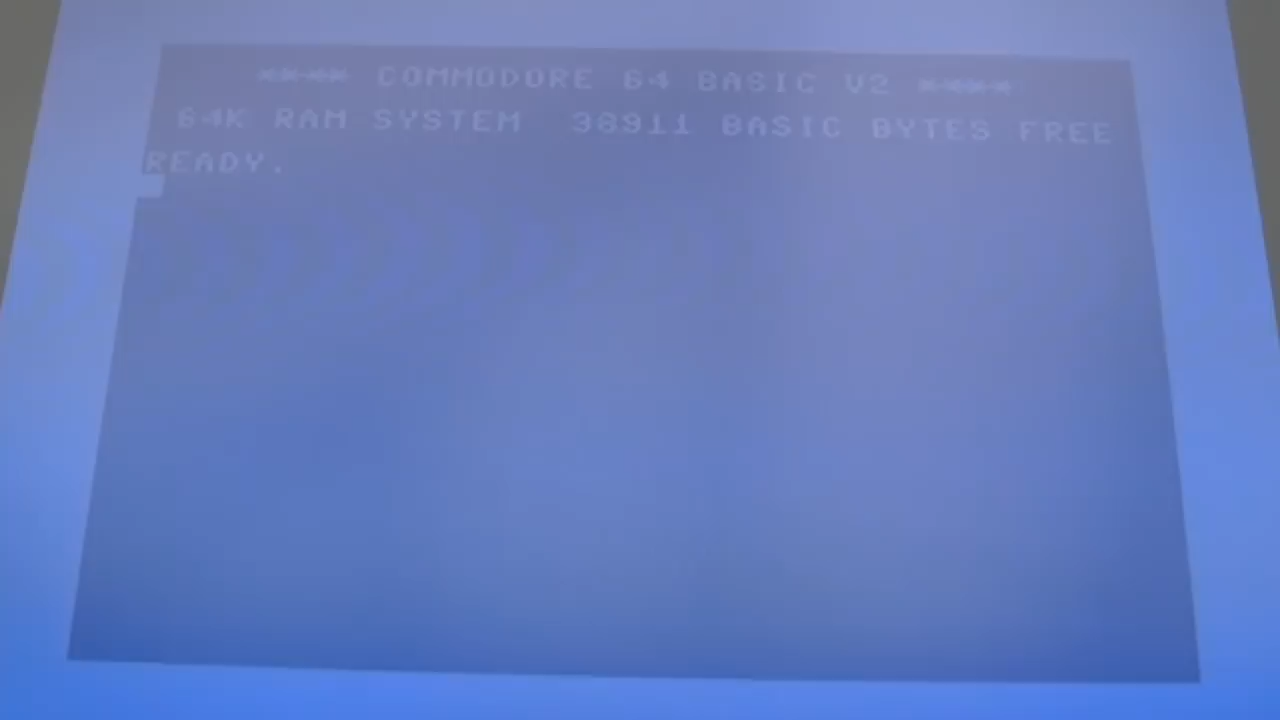 **** COMMODORE 64 BASIC V2 ****
64K RAM SYSTEM  38911 BASIC BYTES FREE
READY.